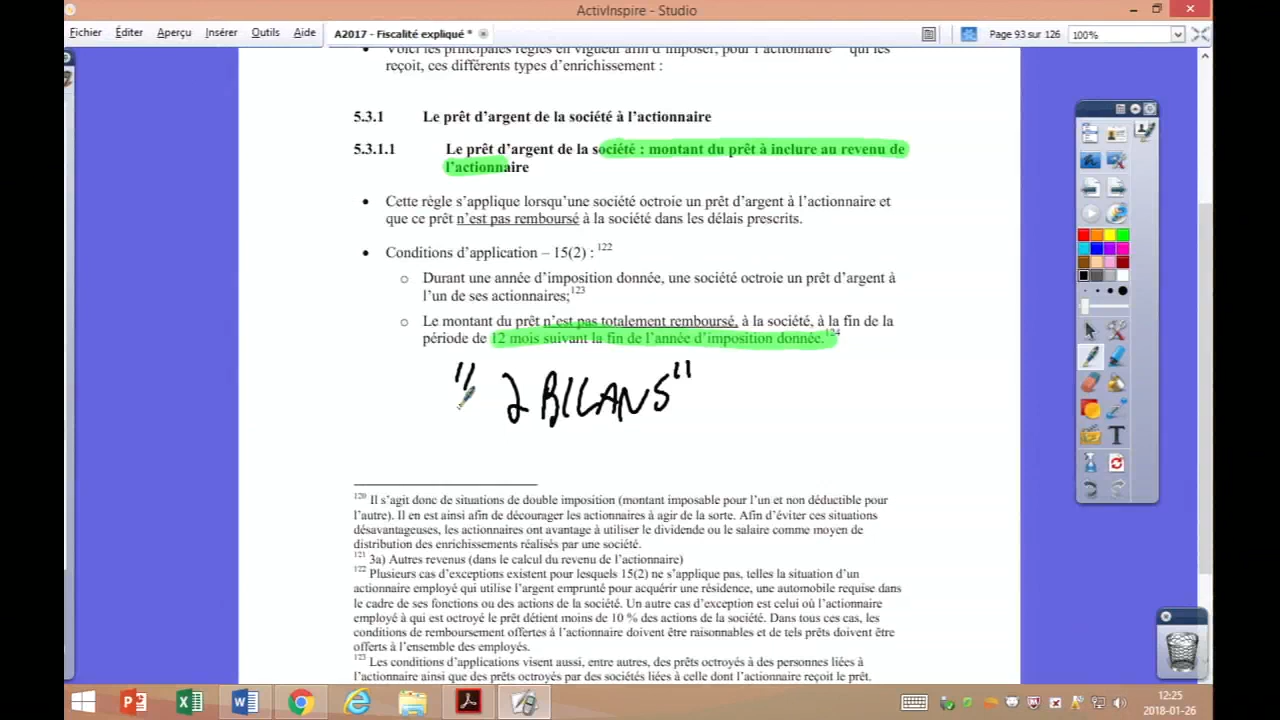 ActivInspire - Studio
Fichier Éditer Aperçu Insérer Outils Aide A2017 - Fiscalité expliqué * Page 93 sur 126 100%
Voici les principales règles en vigueur afin d'imposer, pour l'actionnaire qui les
reçoit, ces différents types d'enrichissement :
5.3.1 Le prêt d'argent de la société à l'actionnaire
5.3.1.1 Le prêt d'argent de la société : montant du prêt à inclure au revenu de
l'actionnaire
• Cette règle s'applique lorsqu'une société octroie un prêt d'argent à l'actionnaire et
que ce prêt n'est pas remboursé à la société dans les délais prescrits.
• Conditions d'application – 15(2) : 122
o Durant une année d'imposition donnée, une société octroie un prêt d'argent à
l'un de ses actionnaires;123
o Le montant du prêt n'est pas totalement remboursé, à la société, à la fin de la
période de 12 mois suivant la fin de l'année d'imposition donnée.124
" 2 BILANS "
120 Il s'agit donc de situations de double imposition (montant imposable pour l'un et non déductible pour
l'autre). Il en est ainsi afin de décourager les actionnaires à agir de la sorte. Afin d'éviter ces situations
désavantageuses, les actionnaires ont avantage à utiliser le dividende ou le salaire comme moyen de
distribution des enrichissements réalisés par une société.
121 3a) Autres revenus (dans le calcul du revenu de l'actionnaire)
122 Plusieurs cas d'exceptions existent pour lesquels 15(2) ne s'applique pas, telles la situation d'un
actionnaire employé qui utilise l'argent emprunté pour acquérir une résidence, une automobile requise dans
le cadre de ses fonctions ou des actions de la société. Un autre cas d'exception est celui où l'actionnaire
employé à qui est octroyé le prêt détient moins de 10 % des actions de la société. Dans tous ces cas, les
conditions de remboursement offertes à l'actionnaire doivent être raisonnables et de tels prêts doivent être
offerts à l'ensemble des employés.
123 Les conditions d'applications visent aussi, entre autres, des prêts octroyés à des personnes liées à
l'actionnaire ainsi que des prêts octroyés par des sociétés liées à celle dont l'actionnaire reçoit le prêt.
12:25
2018-01-26